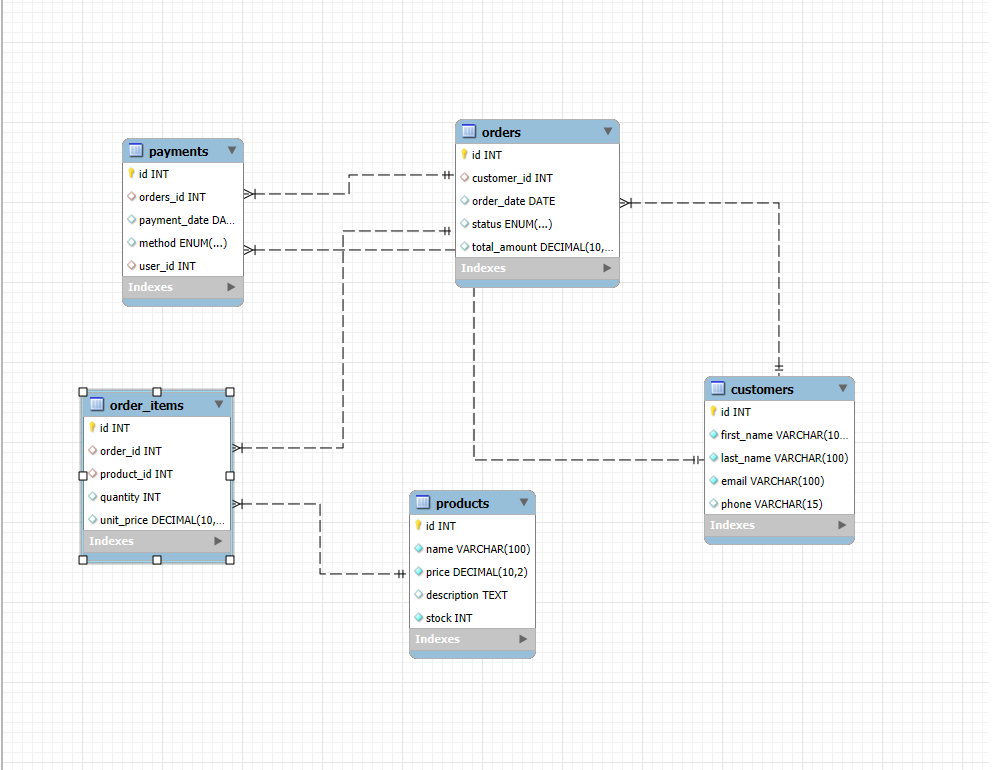 payments
id INT
orders_id INT
payment_date DA...
method ENUM(...)
user_id INT
Indexes
orders
id INT
customer_id INT
order_date DATE
status ENUM(...)
total_amount DECIMAL(10,...
Indexes
order_items
id INT
order_id INT
product_id INT
quantity INT
unit_price DECIMAL(10,...
Indexes
products
id INT
name VARCHAR(100)
price DECIMAL(10,2)
description TEXT
stock INT
Indexes
customers
id INT
first_name VARCHAR(10...
last_name VARCHAR(100)
email VARCHAR(100)
phone VARCHAR(15)
Indexes